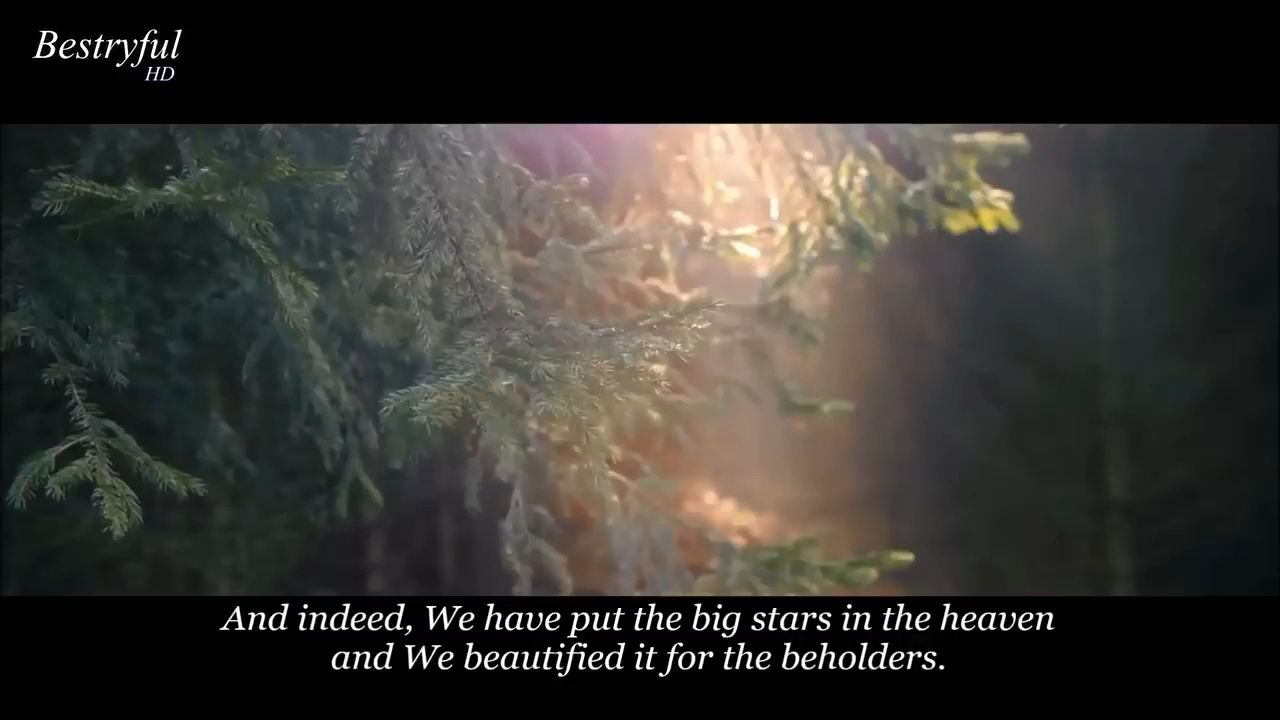 Bestryful
HD
And indeed, We have put the big stars in the heaven
and We beautified it for the beholders.